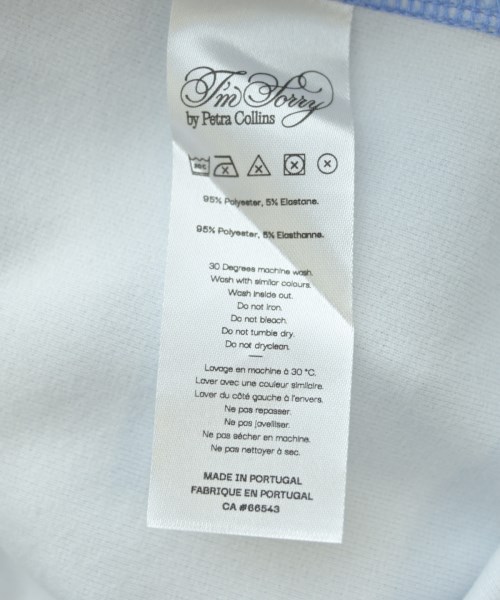 I'm Sorry
by Petra Collins
95% Polyester, 5% Elastane.
95% Polyester, 5% Elasthanne.
30 Degrees machine wash.
Wash with similar colours.
Wash inside out.
Do not iron.
Do not bleach.
Do not tumble dry.
Do not dryclean.
Lavage en machine à 30 °C.
Laver avec une couleur similaire.
Laver du côté gauche à l'envers.
Ne pas repasser.
Ne pas javelliser.
Ne pas sécher en machine.
Ne pas nettoyer à sec.
MADE IN PORTUGAL
FABRIQUE EN PORTUGAL
CA #66543